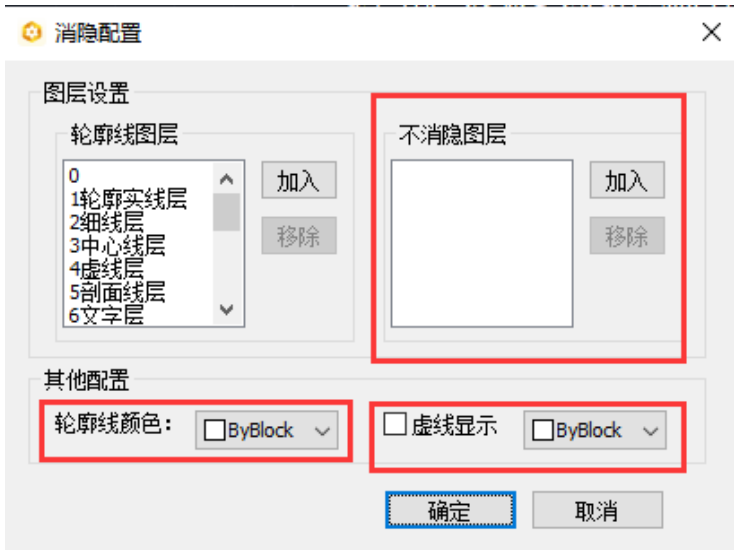 消隐配置
图层设置
轮廓线图层
0
1轮廓实线层
2细线层
3中心线层
4虚线层
5剖面线层
6文字层
加入
移除
不消隐图层
加入
移除
其他配置
轮廓线颜色:
ByBlock
虚线显示
ByBlock
确定
取消